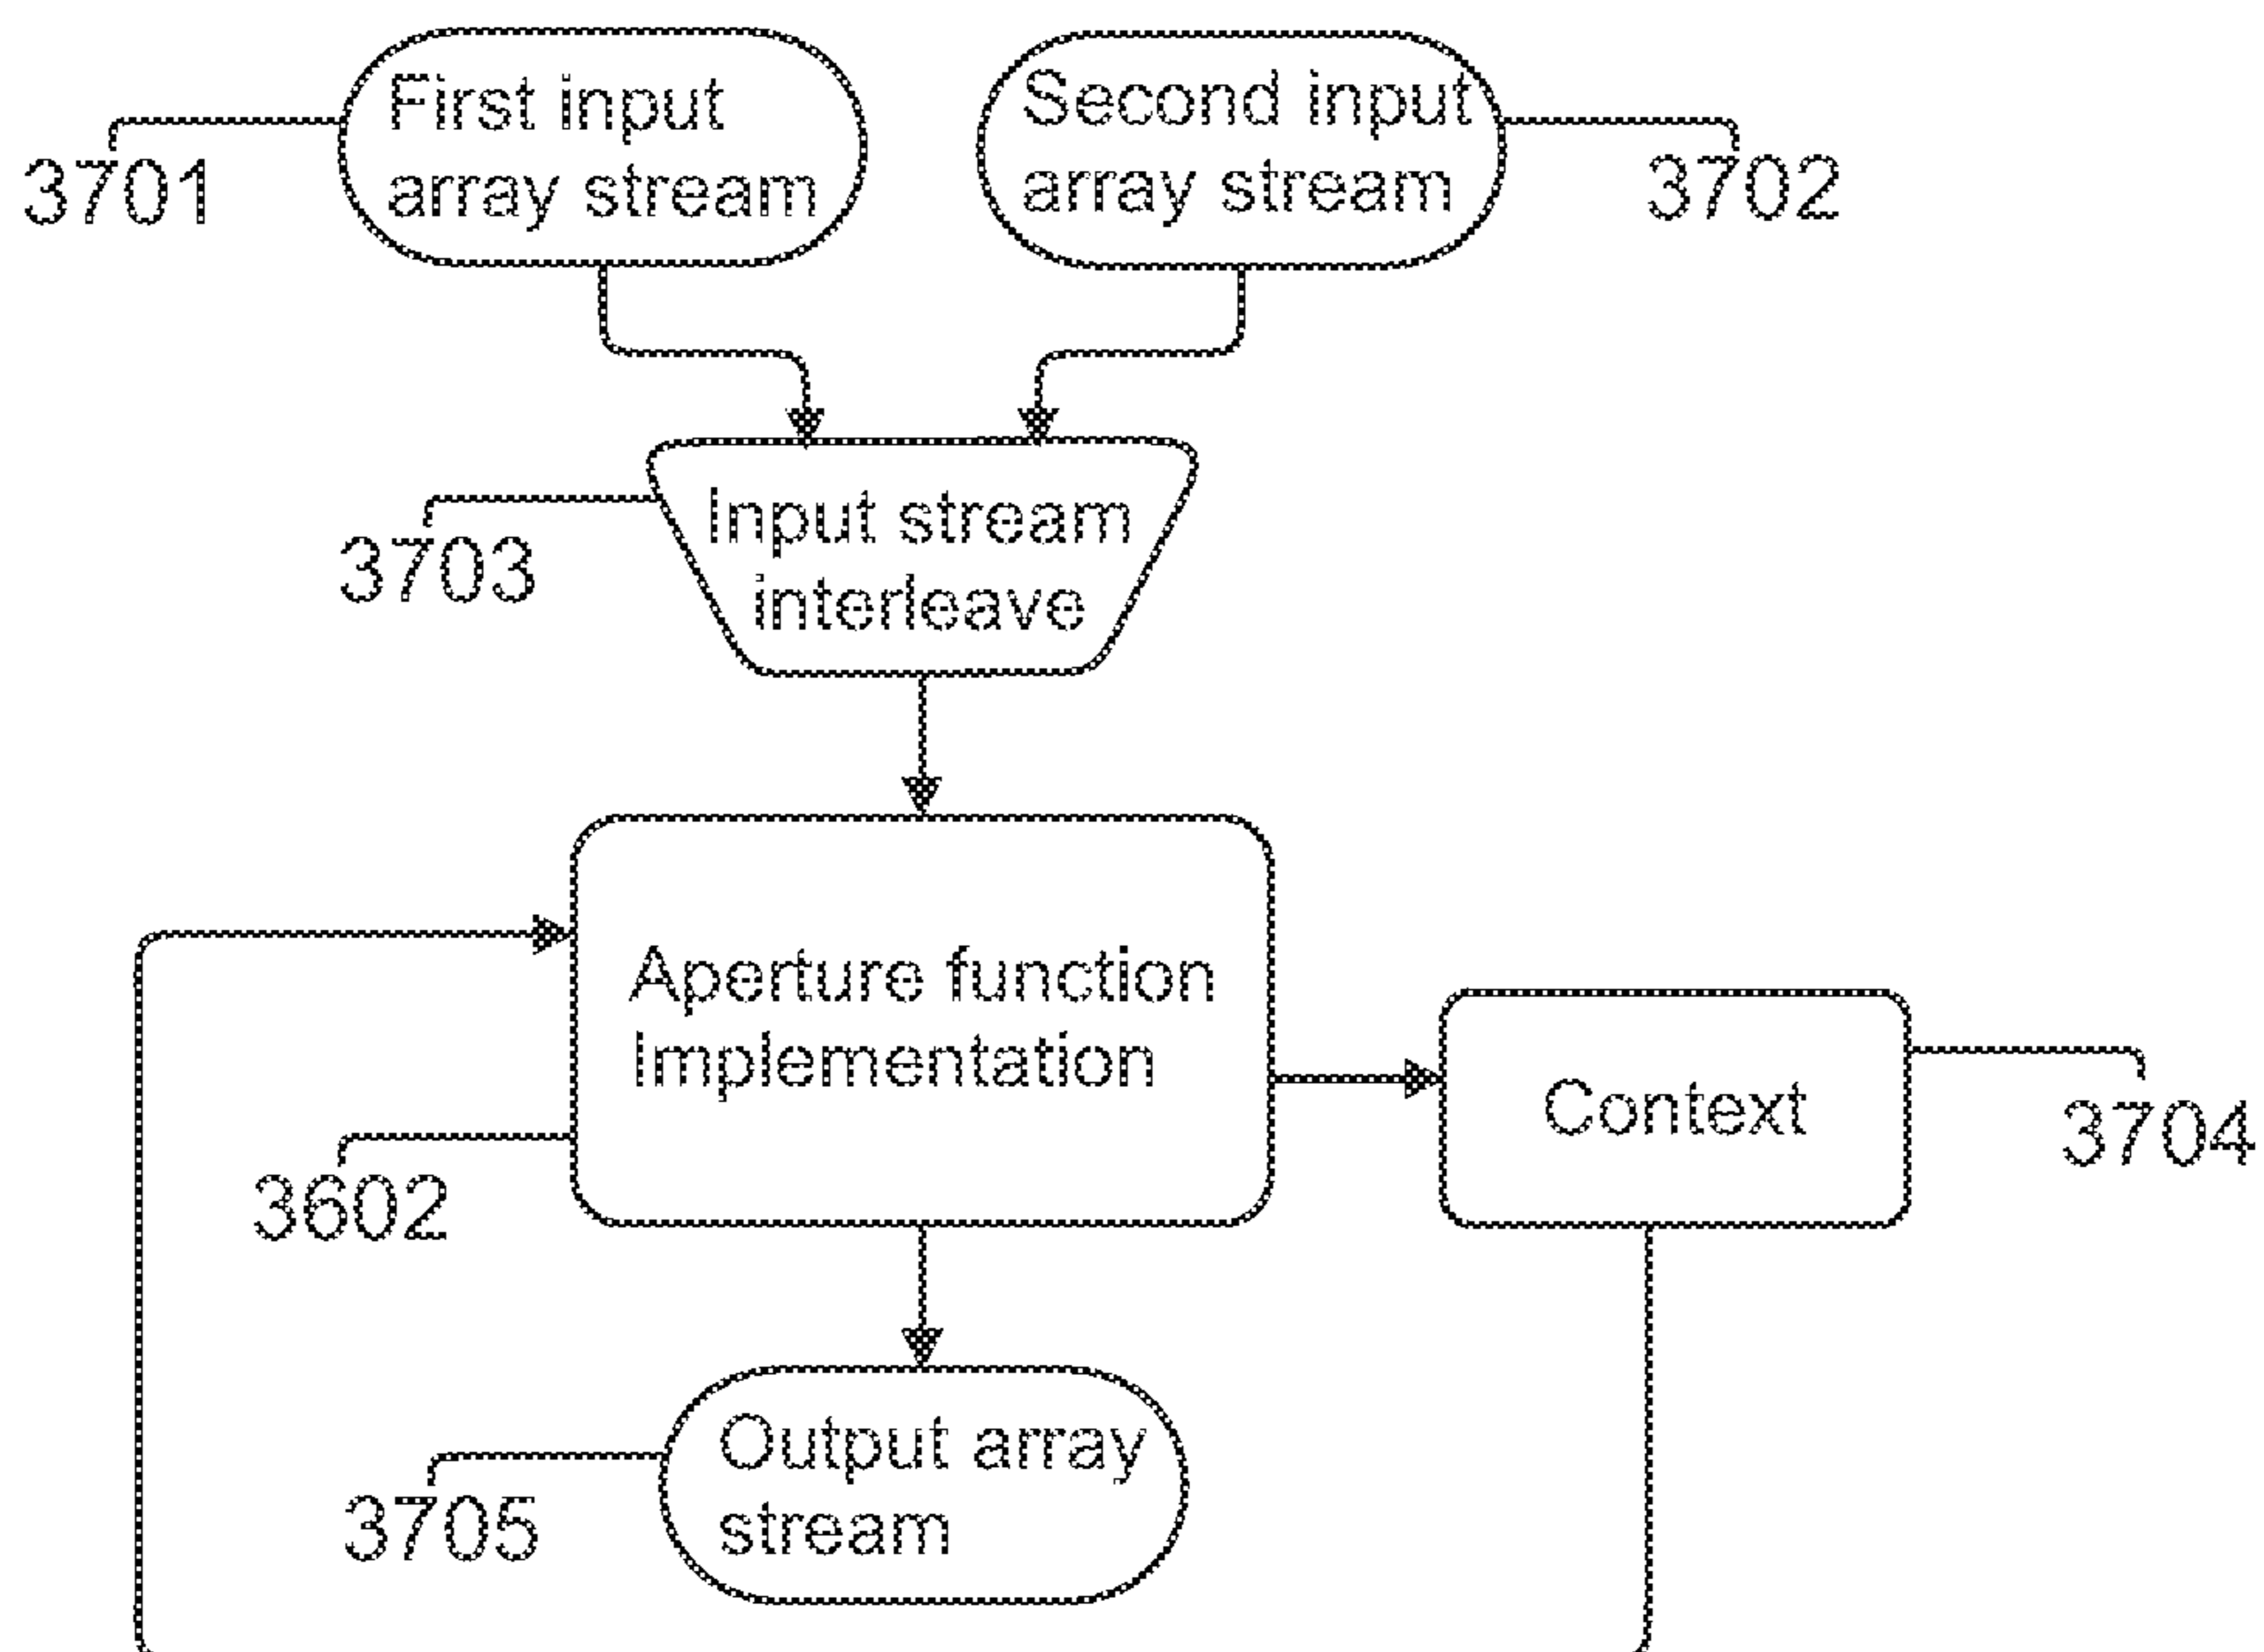 First input
array stream
3701
Second input
array stream
3702
Input stream
interleave
3703
Aperture function
Implementation
3602
Context
3704
Output array
stream
3705